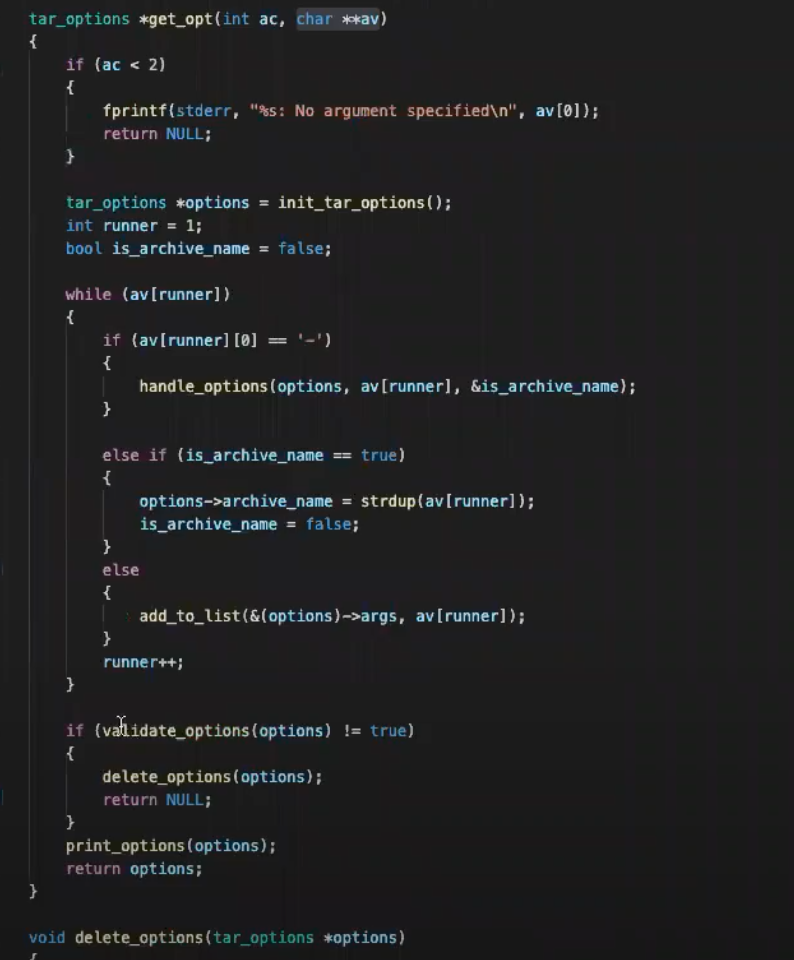 tar_options *get_opt(int ac, char **av)
{
    if (ac < 2)
    {
        fprintf(stderr, "%s: No argument specified\n", av[0]);
        return NULL;
    }

    tar_options *options = init_tar_options();
    int runner = 1;
    bool is_archive_name = false;

    while (av[runner])
    {
        if (av[runner][0] == '-')
        {
            handle_options(options, av[runner], &is_archive_name);
        }

        else if (is_archive_name == true)
        {
            options->archive_name = strdup(av[runner]);
            is_archive_name = false;
        }
        else
        {
            add_to_list(&(options)->args, av[runner]);
        }
        runner++;
    }

    if (validate_options(options) != true)
    {
        delete_options(options);
        return NULL;
    }
    print_options(options);
    return options;
}

void delete_options(tar_options *options)
{